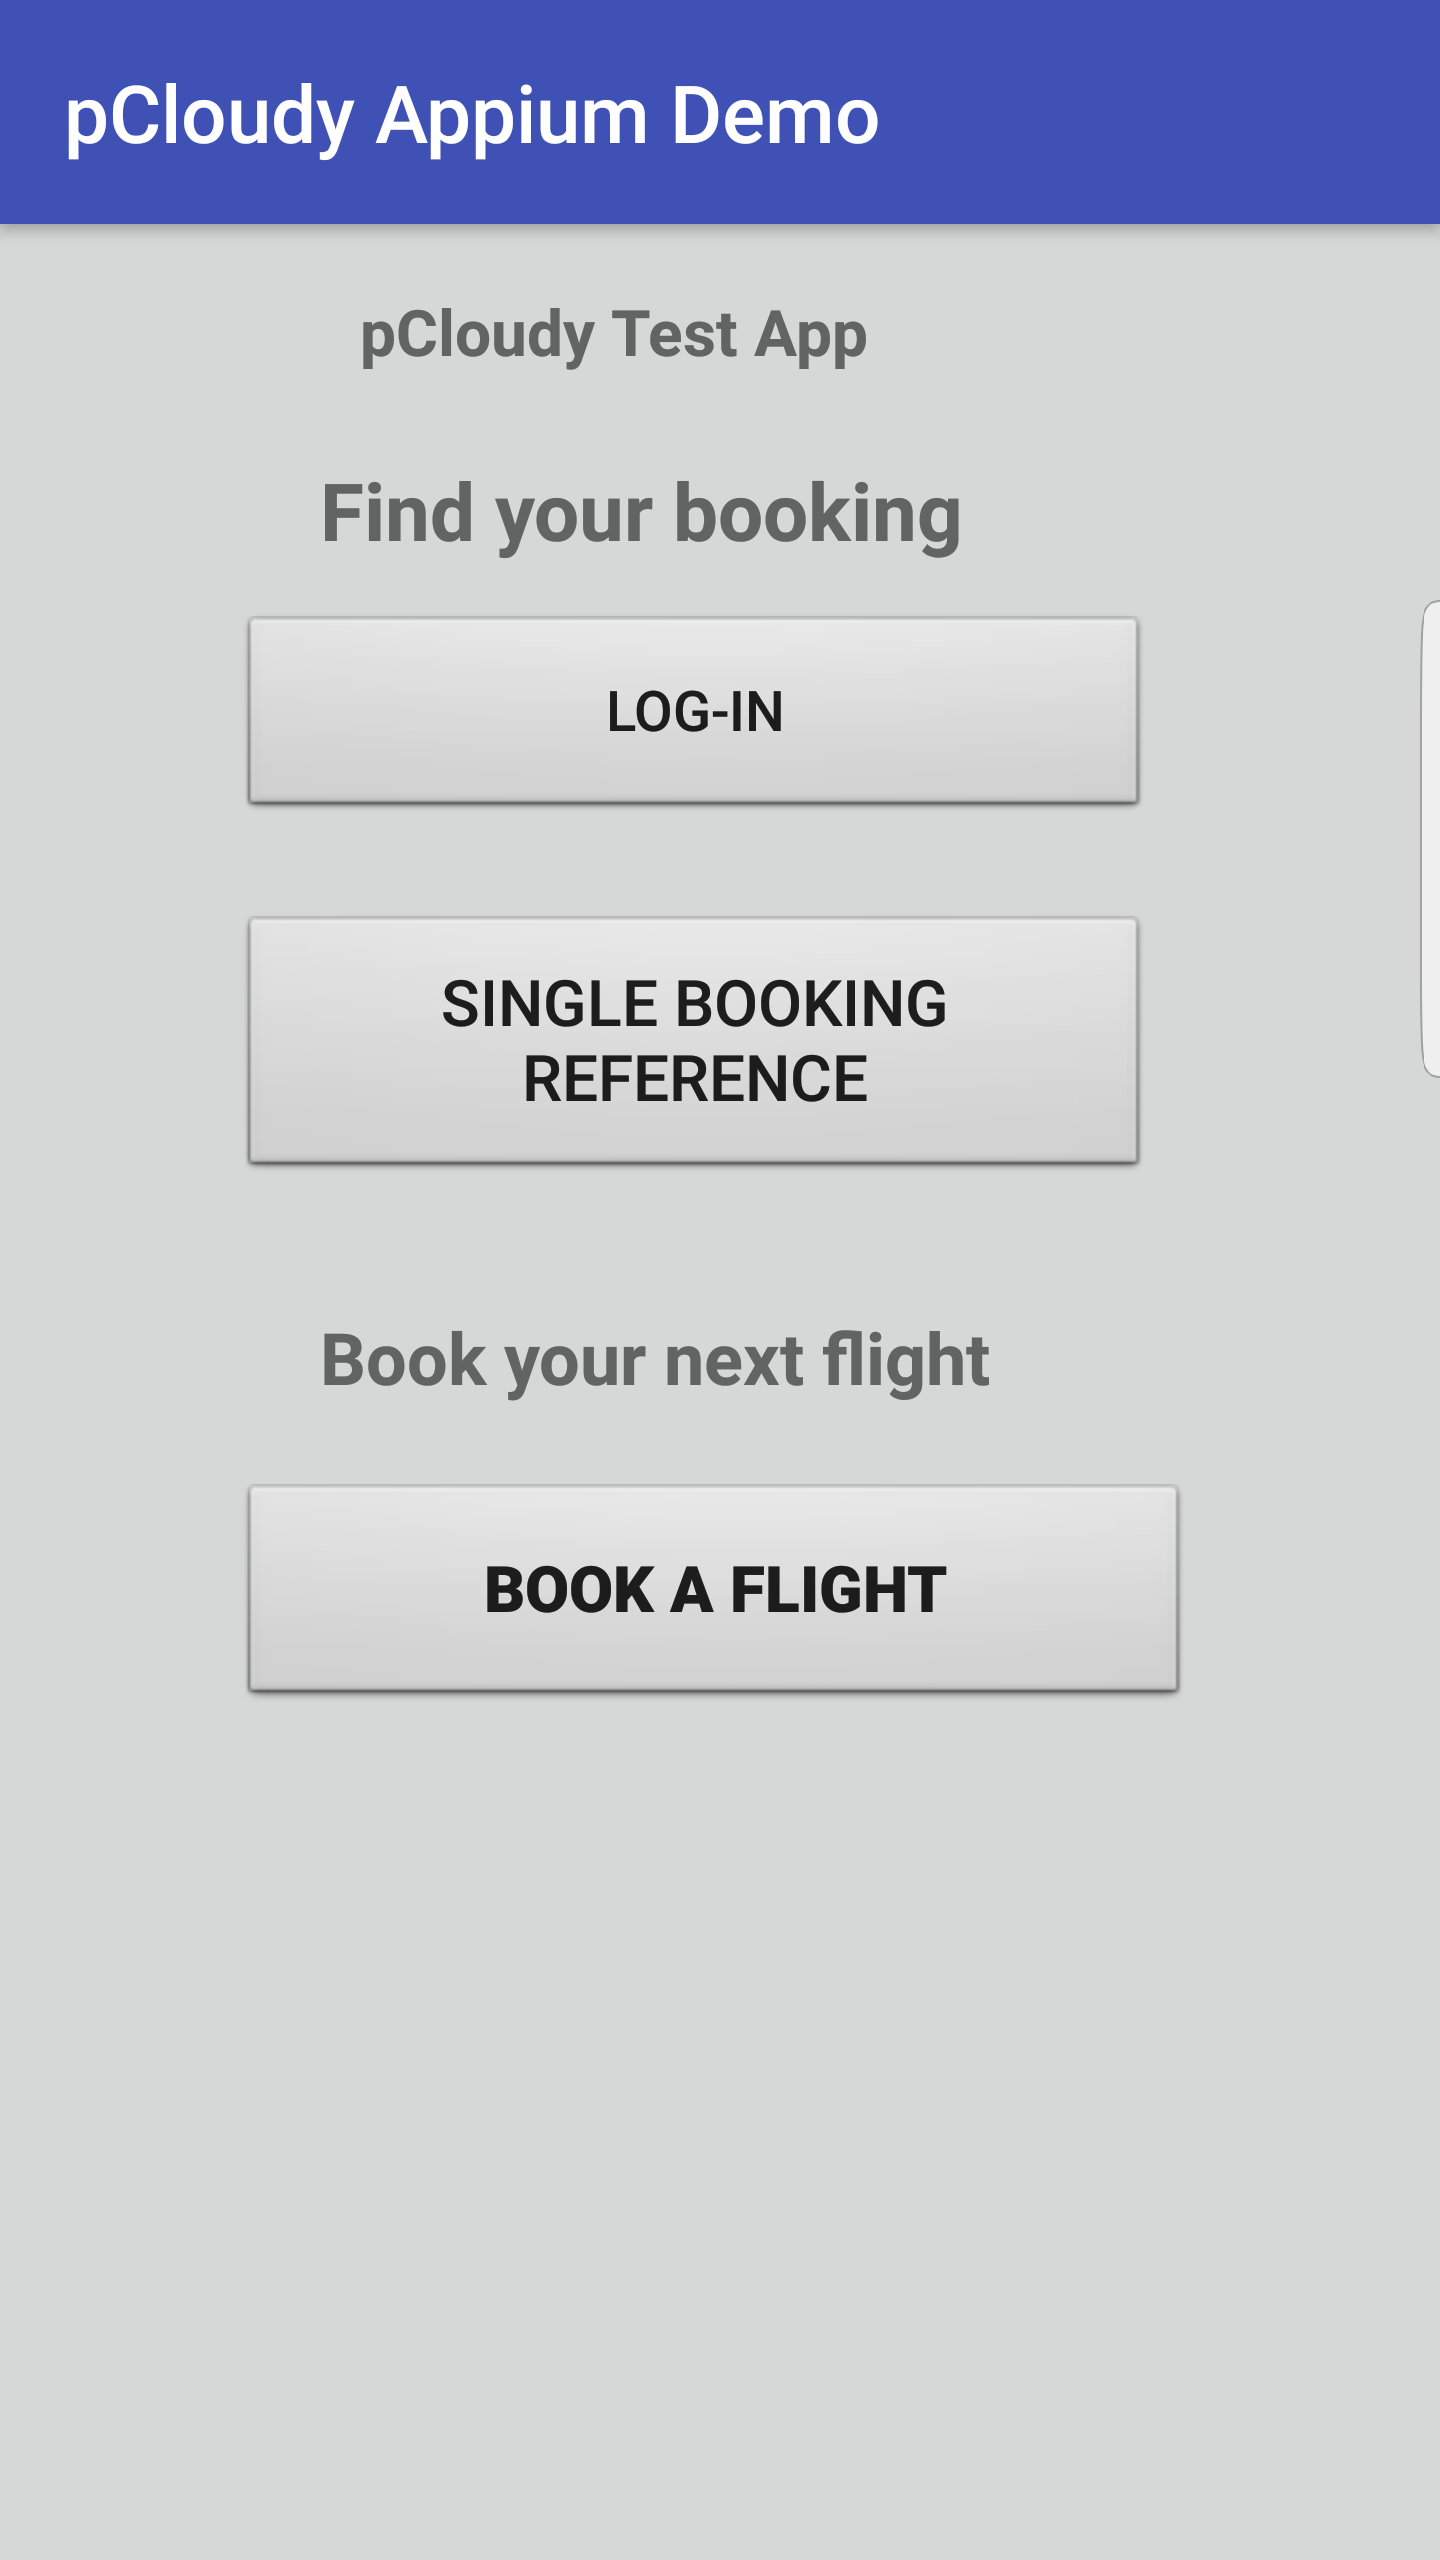 pCloudy Appium Demo
pCloudy Test App
Find your booking
LOG-IN
SINGLE BOOKING
REFERENCE
Book your next flight
BOOK A FLIGHT